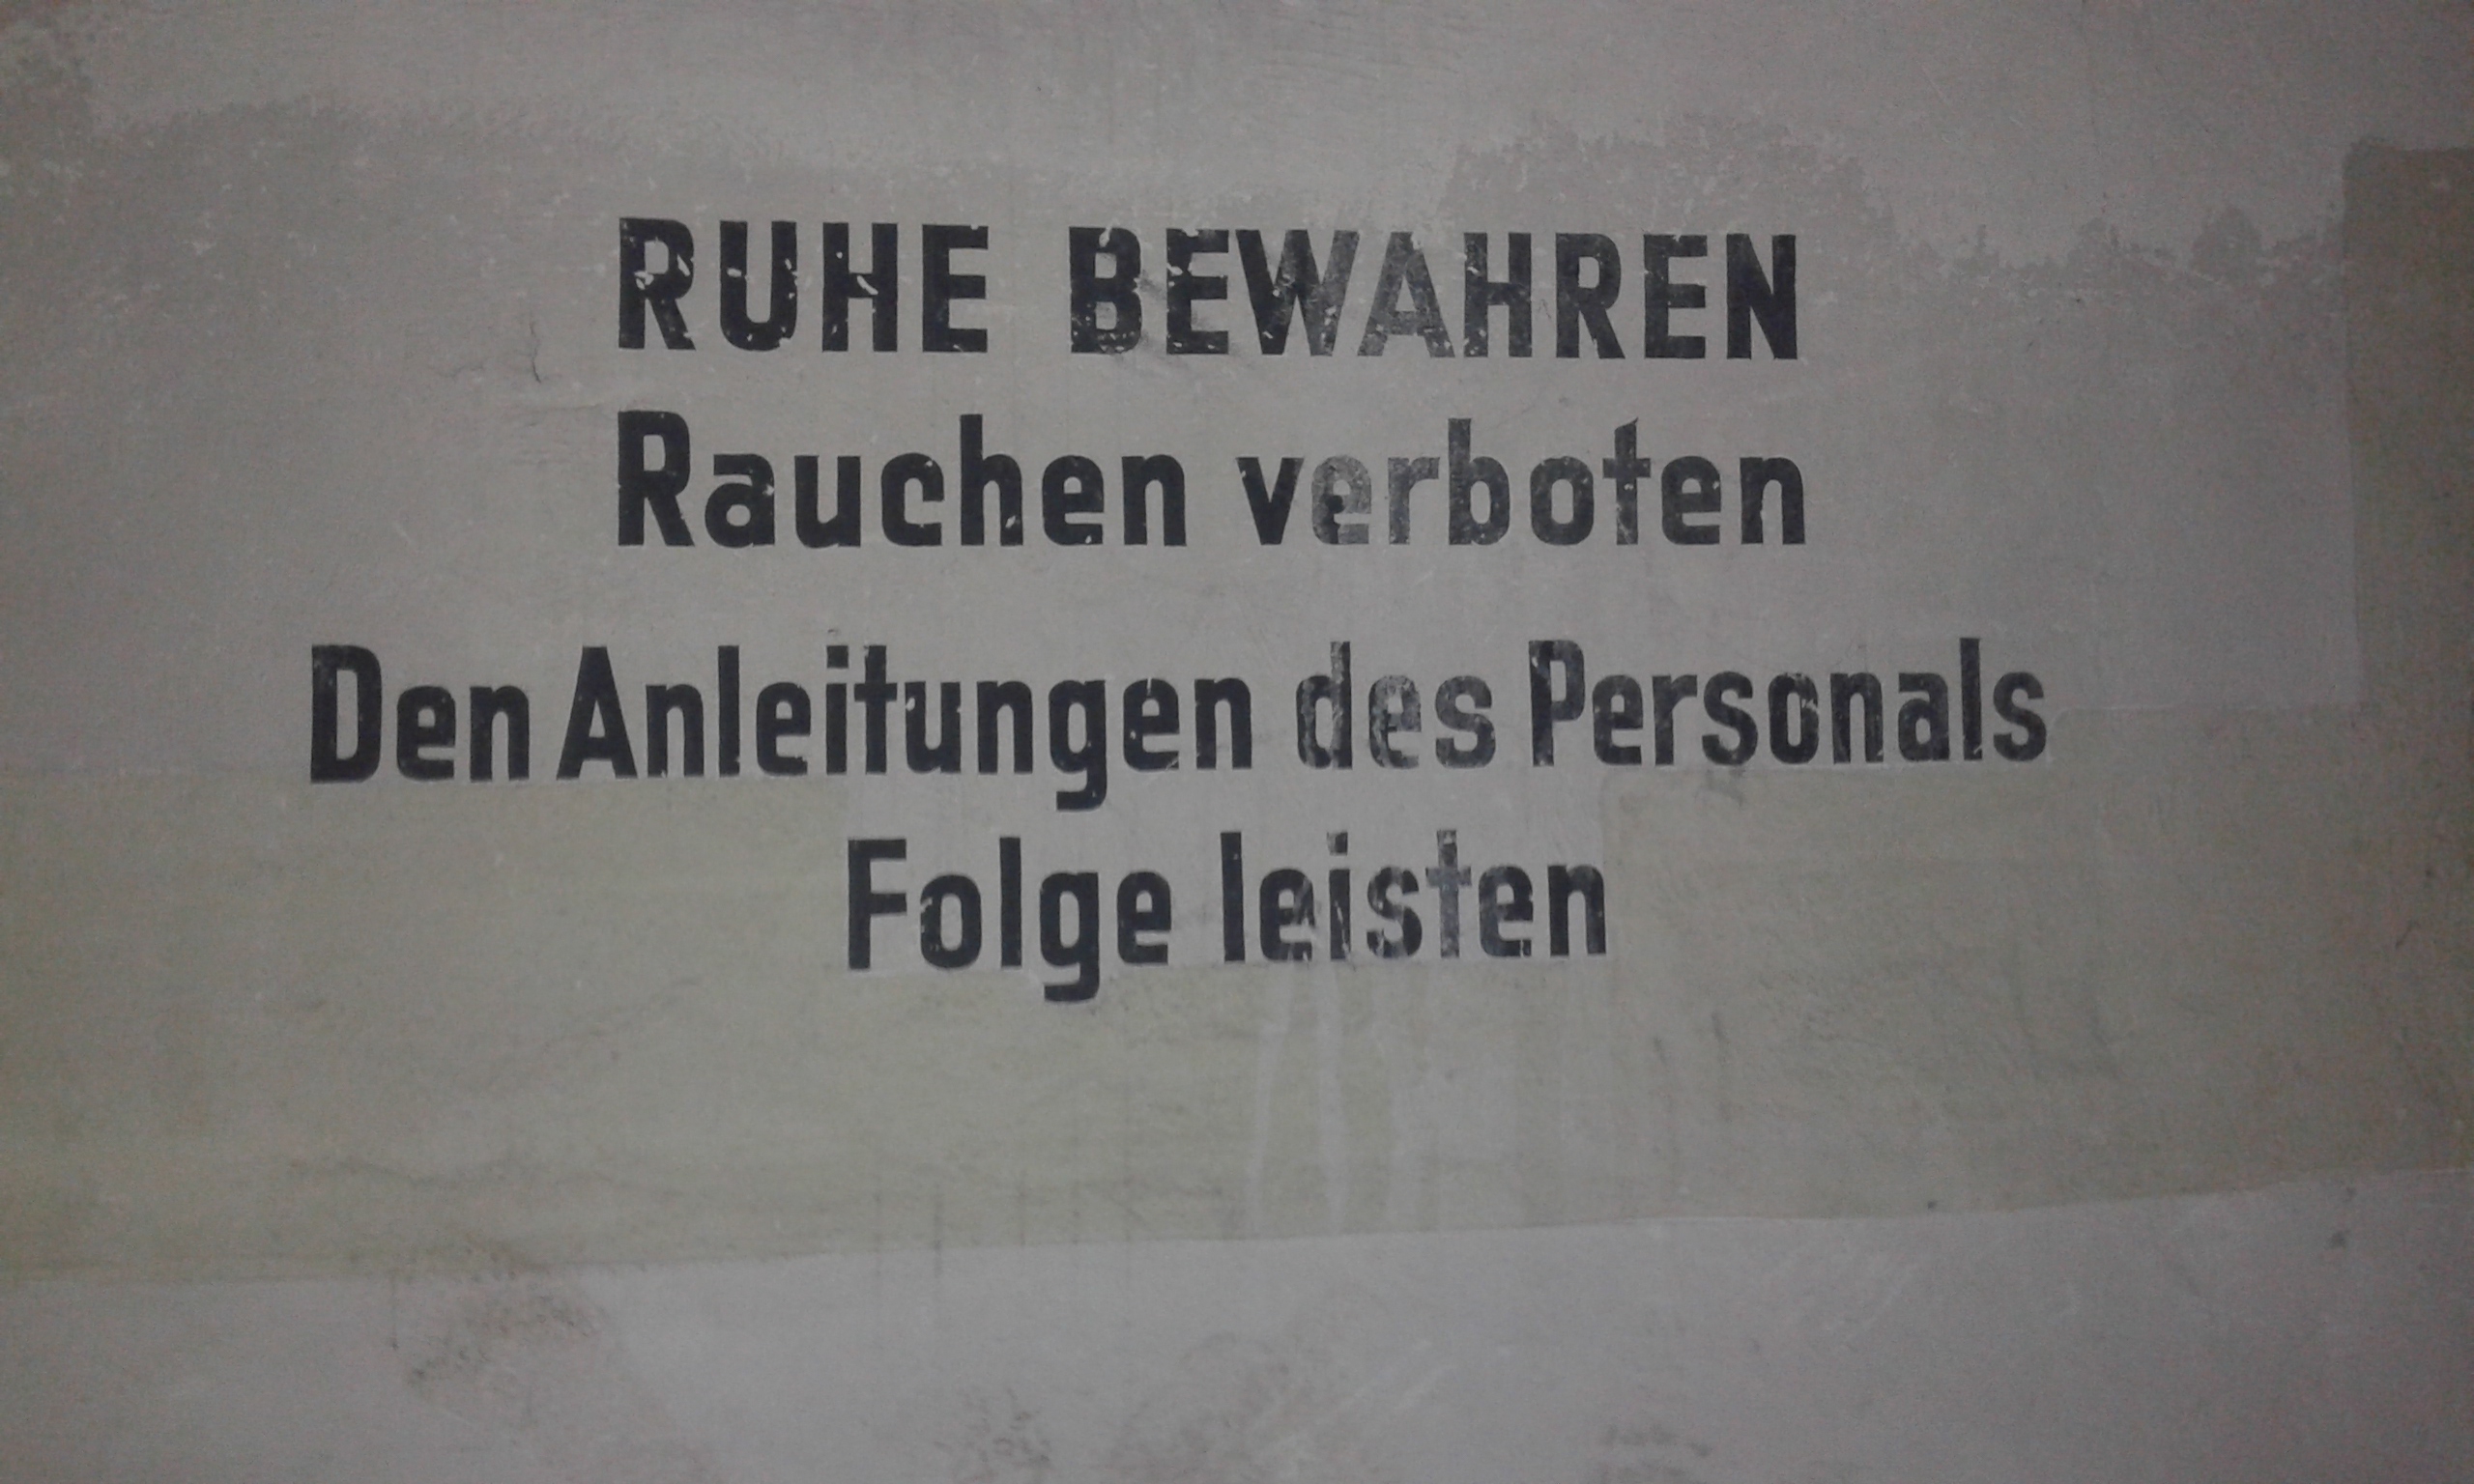 RUHE BEWAHREN
Rauchen verboten
Den Anleitungen des Personals
Folge leisten